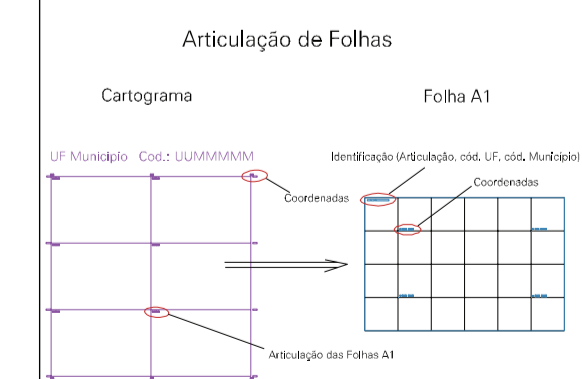 Articulação de Folhas
Cartograma
Folha A1
UF Municipio Cod.: UUMMMMM
Identificação (Articulação, cód. UF, cód. Município)
Coordenadas
Coordenadas
Articulação das Folhas A1